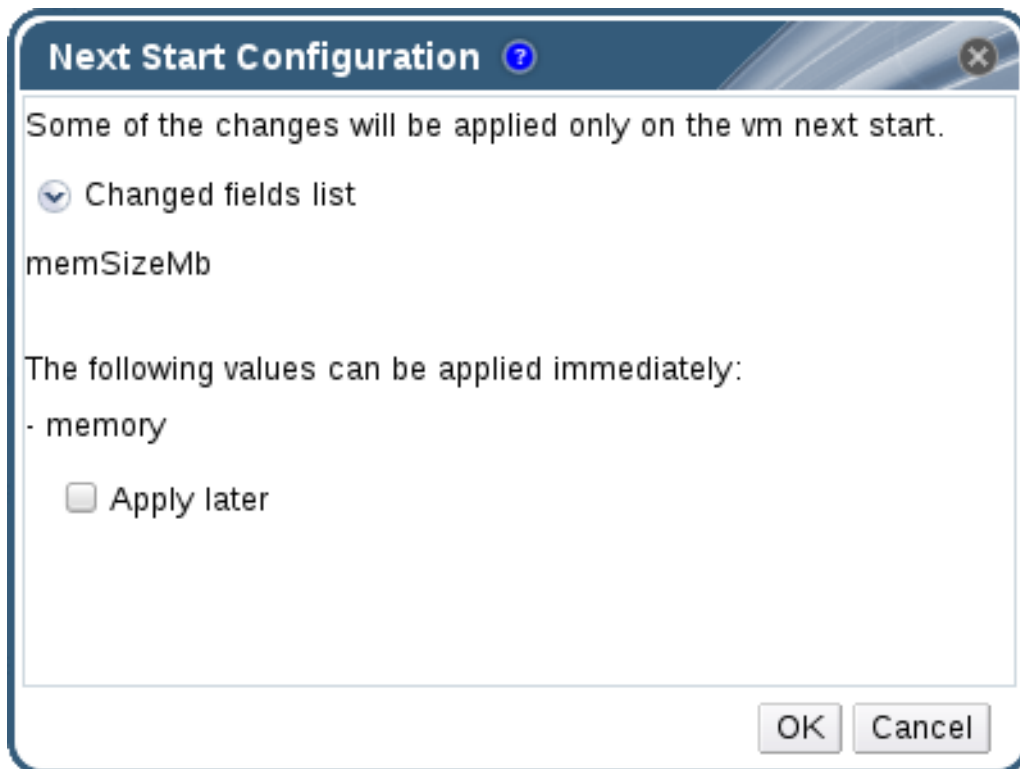 Next Start Configuration ?
Some of the changes will be applied only on the vm next start.
Changed fields list
memSizeMb
The following values can be applied immediately:
- memory
Apply later
OK Cancel